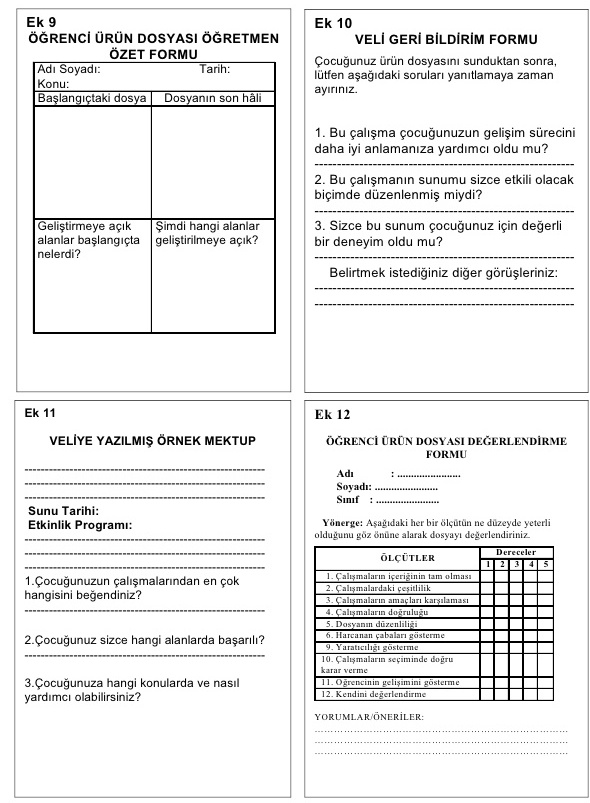 Ek 9
ÖĞRENCİ ÜRÜN DOSYASI ÖĞRETMEN
ÖZET FORMU
Adı Soyadı: Tarih:
Konu:
Başlangıçtaki dosya Dosyanın son hâli
Geliştirmeye açık
alanlar başlangıçta
nelerdi?
Şimdi hangi alanlar
geliştirilmeye açık?
Ek 10
VELİ GERİ BİLDİRİM FORMU
Çocuğunuz ürün dosyasını sunduktan sonra,
lütfen aşağıdaki soruları yanıtlamaya zaman
ayırınız.
1. Bu çalışma çocuğunuzun gelişim sürecini
daha iyi anlamanıza yardımcı oldu mu?
2. Bu çalışmanın sunumu sizce etkili olacak
biçimde düzenlenmiş miydi?
3. Sizce bu sunum çocuğunuz için değerli
bir deneyim oldu mu?
Belirtmek istediğiniz diğer görüşleriniz:
Ek 11
VELİYE YAZILMIŞ ÖRNEK MEKTUP
Sunu Tarihi:
Etkinlik Programı:
1.Çocuğunuzun çalışmalarından en çok
hangisini beğendiniz?
2.Çocuğunuz sizce hangi alanlarda başarılı?
3.Çocuğunuza hangi konularda ve nasıl
yardımcı olabilirsiniz?
Ek 12
ÖĞRENCİ ÜRÜN DOSYASI DEĞERLENDİRME
FORMU
Adı : .......................
Soyadı: .......................
Sınıf : .......................
Yönerge: Aşağıdaki her bir ölçütün ne düzeyde yeterli
olduğunu göz önüne alarak dosyayı değerlendiriniz.
ÖLÇÜTLER Dereceler
1 2 3 4 5
1. Çalışmaların içeriğinin tam olması
2. Çalışmalardaki çeşitlilik
3. Çalışmaların amaçları karşılaması
4. Çalışmaların doğruluğu
5. Dosyanın düzenliliği
6. Harcanan çabaları gösterme
9. Yaratıcılığı gösterme
10. Çalışmaların seçiminde doğru
karar verme
11. Öğrencinin gelişimini gösterme
12. Kendini değerlendirme
YORUMLAR/ÖNERİLER: